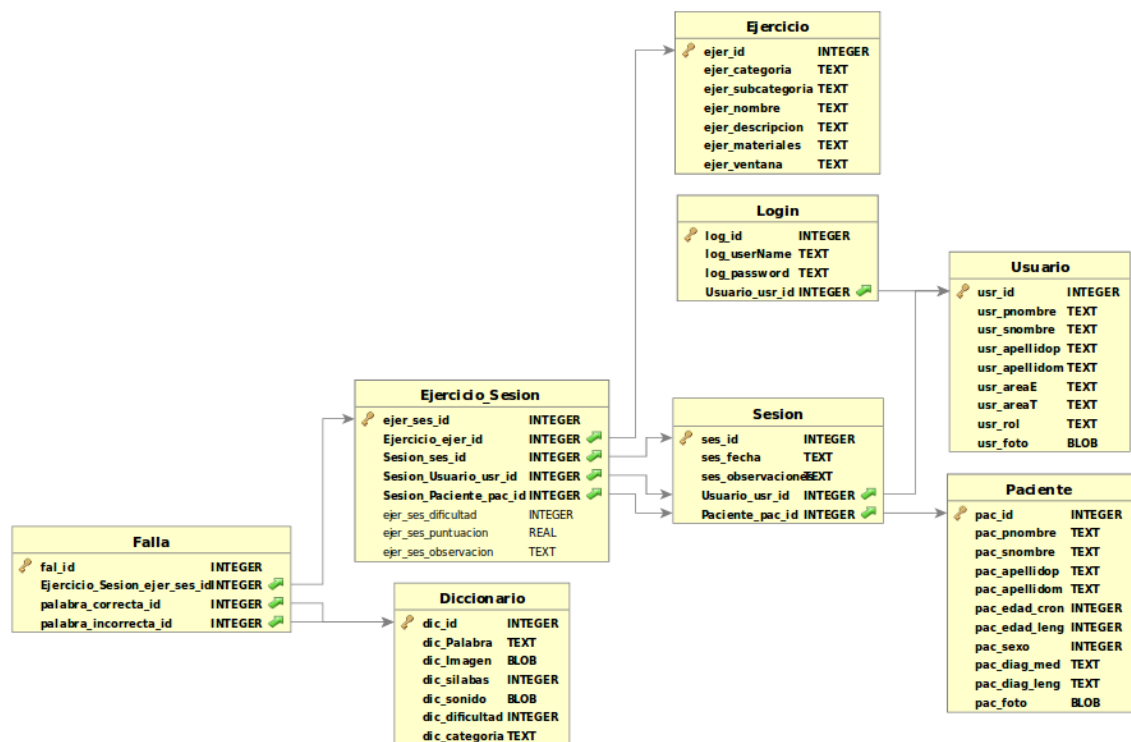 Ejercicio
ejer_id INTEGER
ejer_categoria TEXT
ejer_subcategoria TEXT
ejer_nombre TEXT
ejer_descripcion TEXT
ejer_materiales TEXT
ejer_ventana TEXT
Login
log_id INTEGER
log_userName TEXT
log_password TEXT
Usuario_usr_id INTEGER
Usuario
usr_id INTEGER
usr_pnombre TEXT
usr_snombre TEXT
usr_apellidop TEXT
usr_apellidom TEXT
usr_areaE TEXT
usr_areaT TEXT
usr_rol TEXT
usr_foto BLOB
Ejercicio_Sesion
ejer_ses_id INTEGER
Ejercicio_ejer_id INTEGER
Sesion_ses_id INTEGER
Sesion_Usuario_usr_id INTEGER
Sesion_Paciente_pac_id INTEGER
ejer_ses_dificultad INTEGER
ejer_ses_puntuacion REAL
ejer_ses_observacion TEXT
Sesion
ses_id INTEGER
ses_fecha TEXT
ses_observaciones TEXT
Usuario_usr_id INTEGER
Paciente_pac_id INTEGER
Paciente
pac_id INTEGER
pac_pnombre TEXT
pac_snombre TEXT
pac_apellidop TEXT
pac_apellidom TEXT
pac_edad_cron INTEGER
pac_edad_leng INTEGER
pac_sexo INTEGER
pac_diag_med TEXT
pac_diag_leng TEXT
pac_foto BLOB
Falla
fal_id INTEGER
Ejercicio_Sesion_ejer_ses_id INTEGER
palabra_correcta_id INTEGER
palabra_incorrecta_id INTEGER
Diccionario
dic_id INTEGER
dic_Palabra TEXT
dic_Imagen BLOB
dic_silabas INTEGER
dic_sonido BLOB
dic_dificultad INTEGER
dic_categoria TEXT